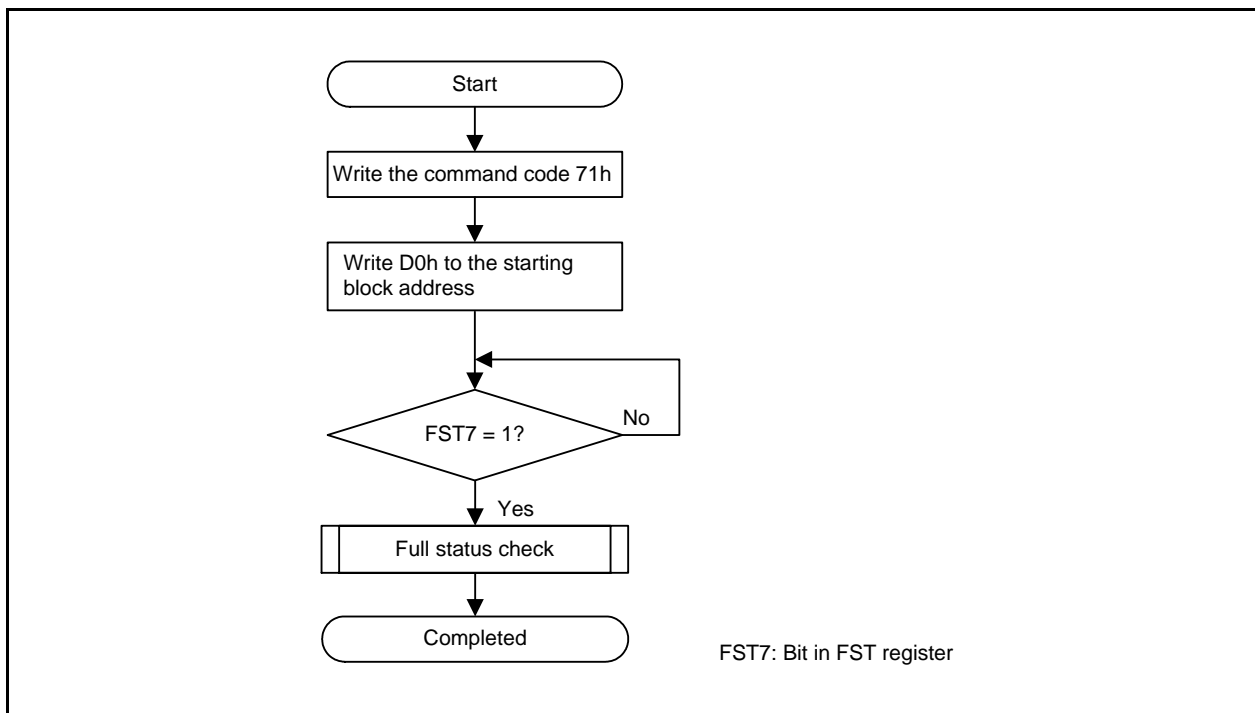 Start
Write the command code 71h
Write D0h to the starting
block address
FST7 = 1?
No
Yes
Full status check
Completed
FST7: Bit in FST register